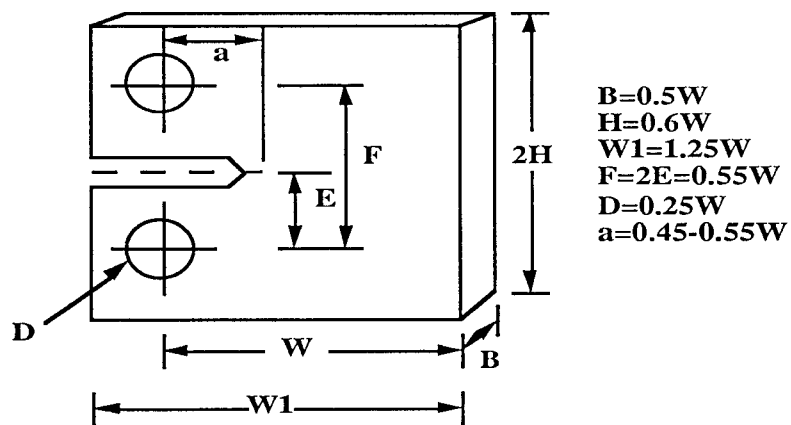 a
F
E
2H
D
W
B
W1
B=0.5W
H=0.6W
W1=1.25W
F=2E=0.55W
D=0.25W
a=0.45-0.55W